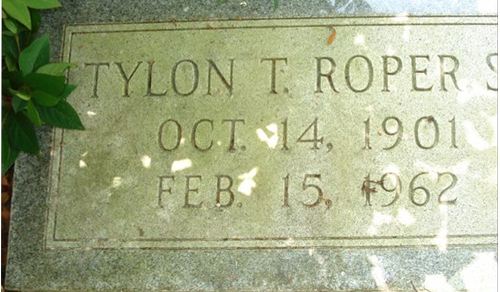 TYLON T. ROPER S
OCT. 14, 1901
FEB. 15, 1962